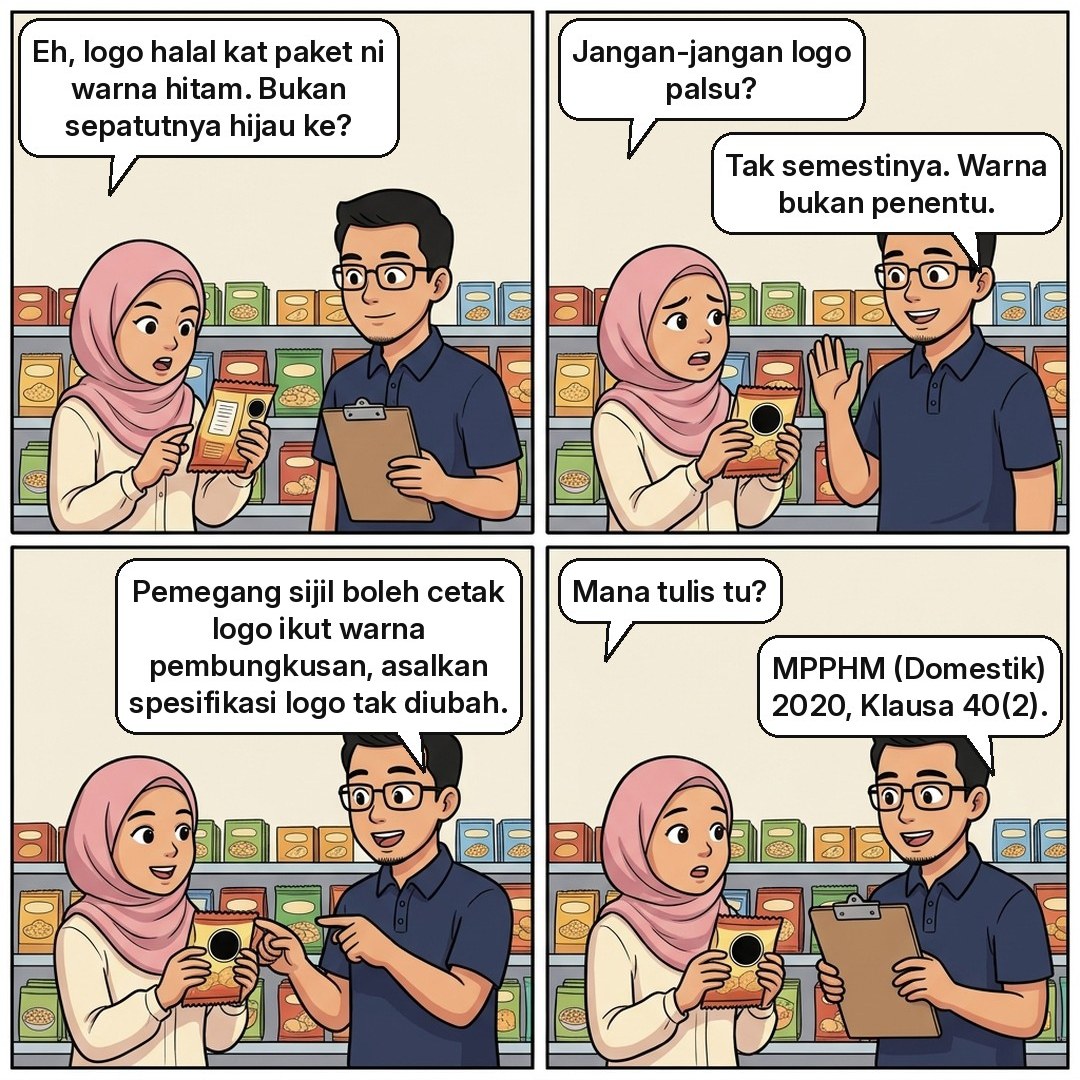 Eh, logo halal kat paket ni
warna hitam. Bukan
sepatutnya hijau ke?
Jangan-jangan logo
palsu?
Tak semestinya. Warna
bukan penentu.
Pemegang sijil boleh cetak
logo ikut warna
pembungkusan, asalkan
spesifikasi logo tak diubah.
Mana tulis tu?
MPPHM (Domestik)
2020, Klausa 40(2).